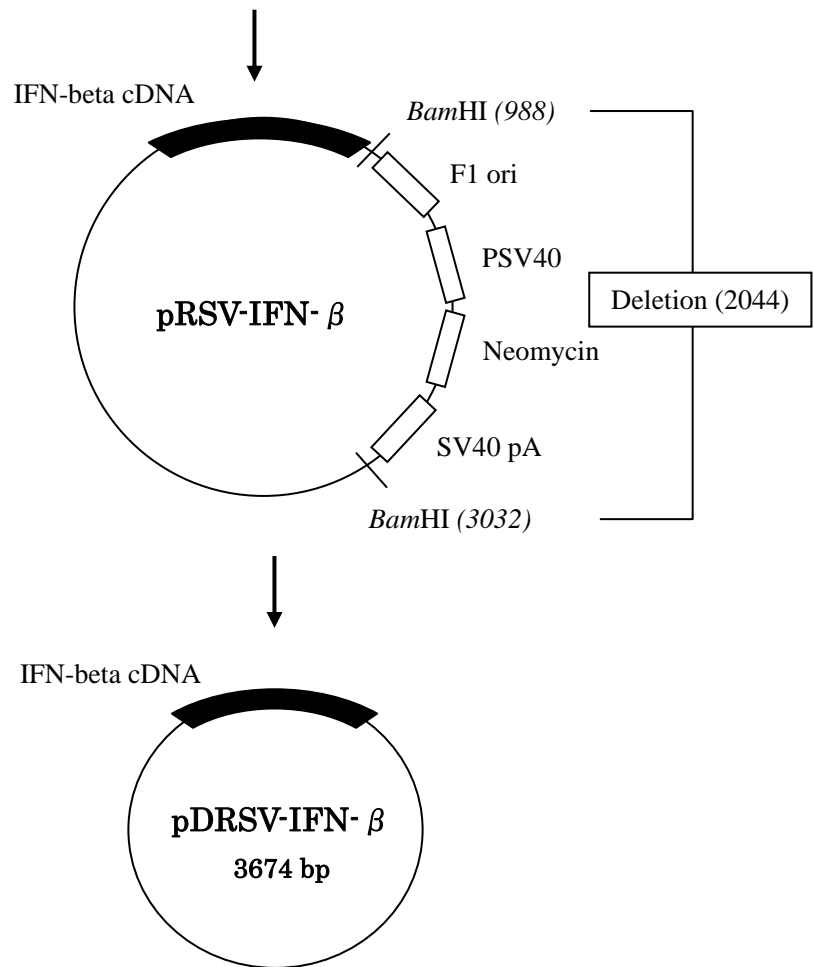 IFN-beta cDNA
BamHI (988)
F1 ori
PSV40
Deletion (2044)
pRSV-IFN- β
Neomycin
SV40 pA
BamHI (3032)
IFN-beta cDNA
pDRSV-IFN- β
3674 bp